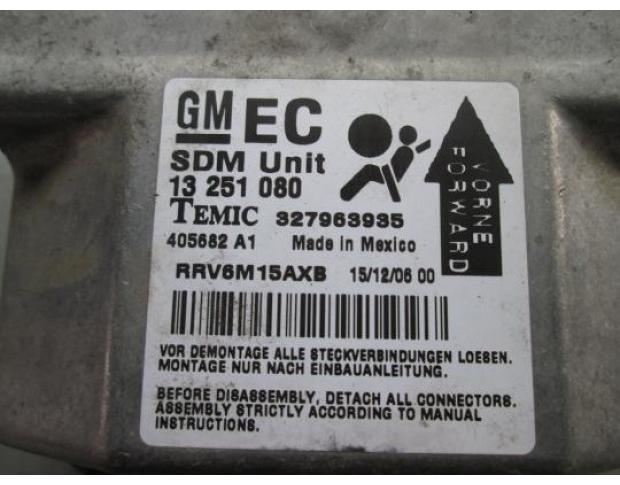 GM EC
SDM Unit
13 251 080
TEMIC 327963935
405682 A1 Made in Mexico
RRV6M15AXB 15/12/06 00
VORNE
FORWARD
VOR DEMONTAGE ALLE STECKVERBINDUNGEN LOESEN.
MONTAGE NUR NACH EINBAUANLEITUNG.
BEFORE DISASSEMBLY, DETACH ALL CONNECTORS.
ASSEMBLY STRICTLY ACCORDING TO MANUAL
INSTRUCTIONS.